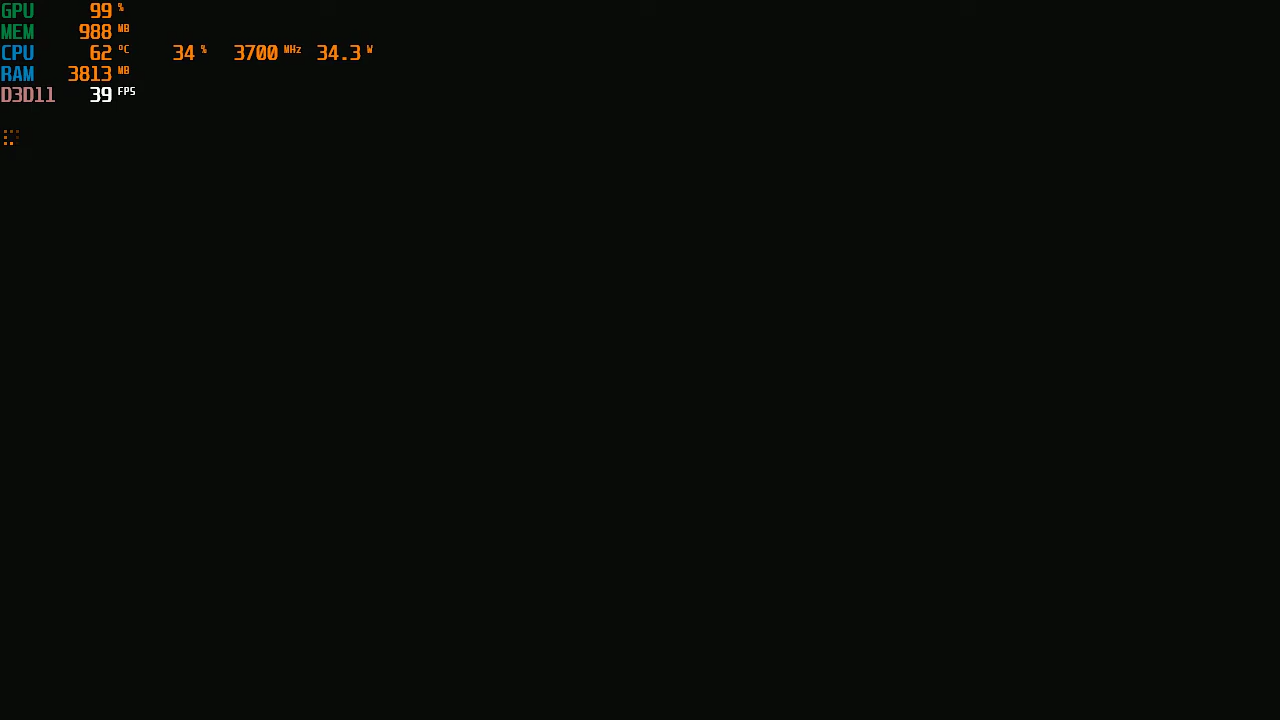 GPU 99 %
MEM 988 MB
CPU 62 °C 34 % 3700 MHz 34.3 W
RAM 3813 MB
D3D11 39 FPS